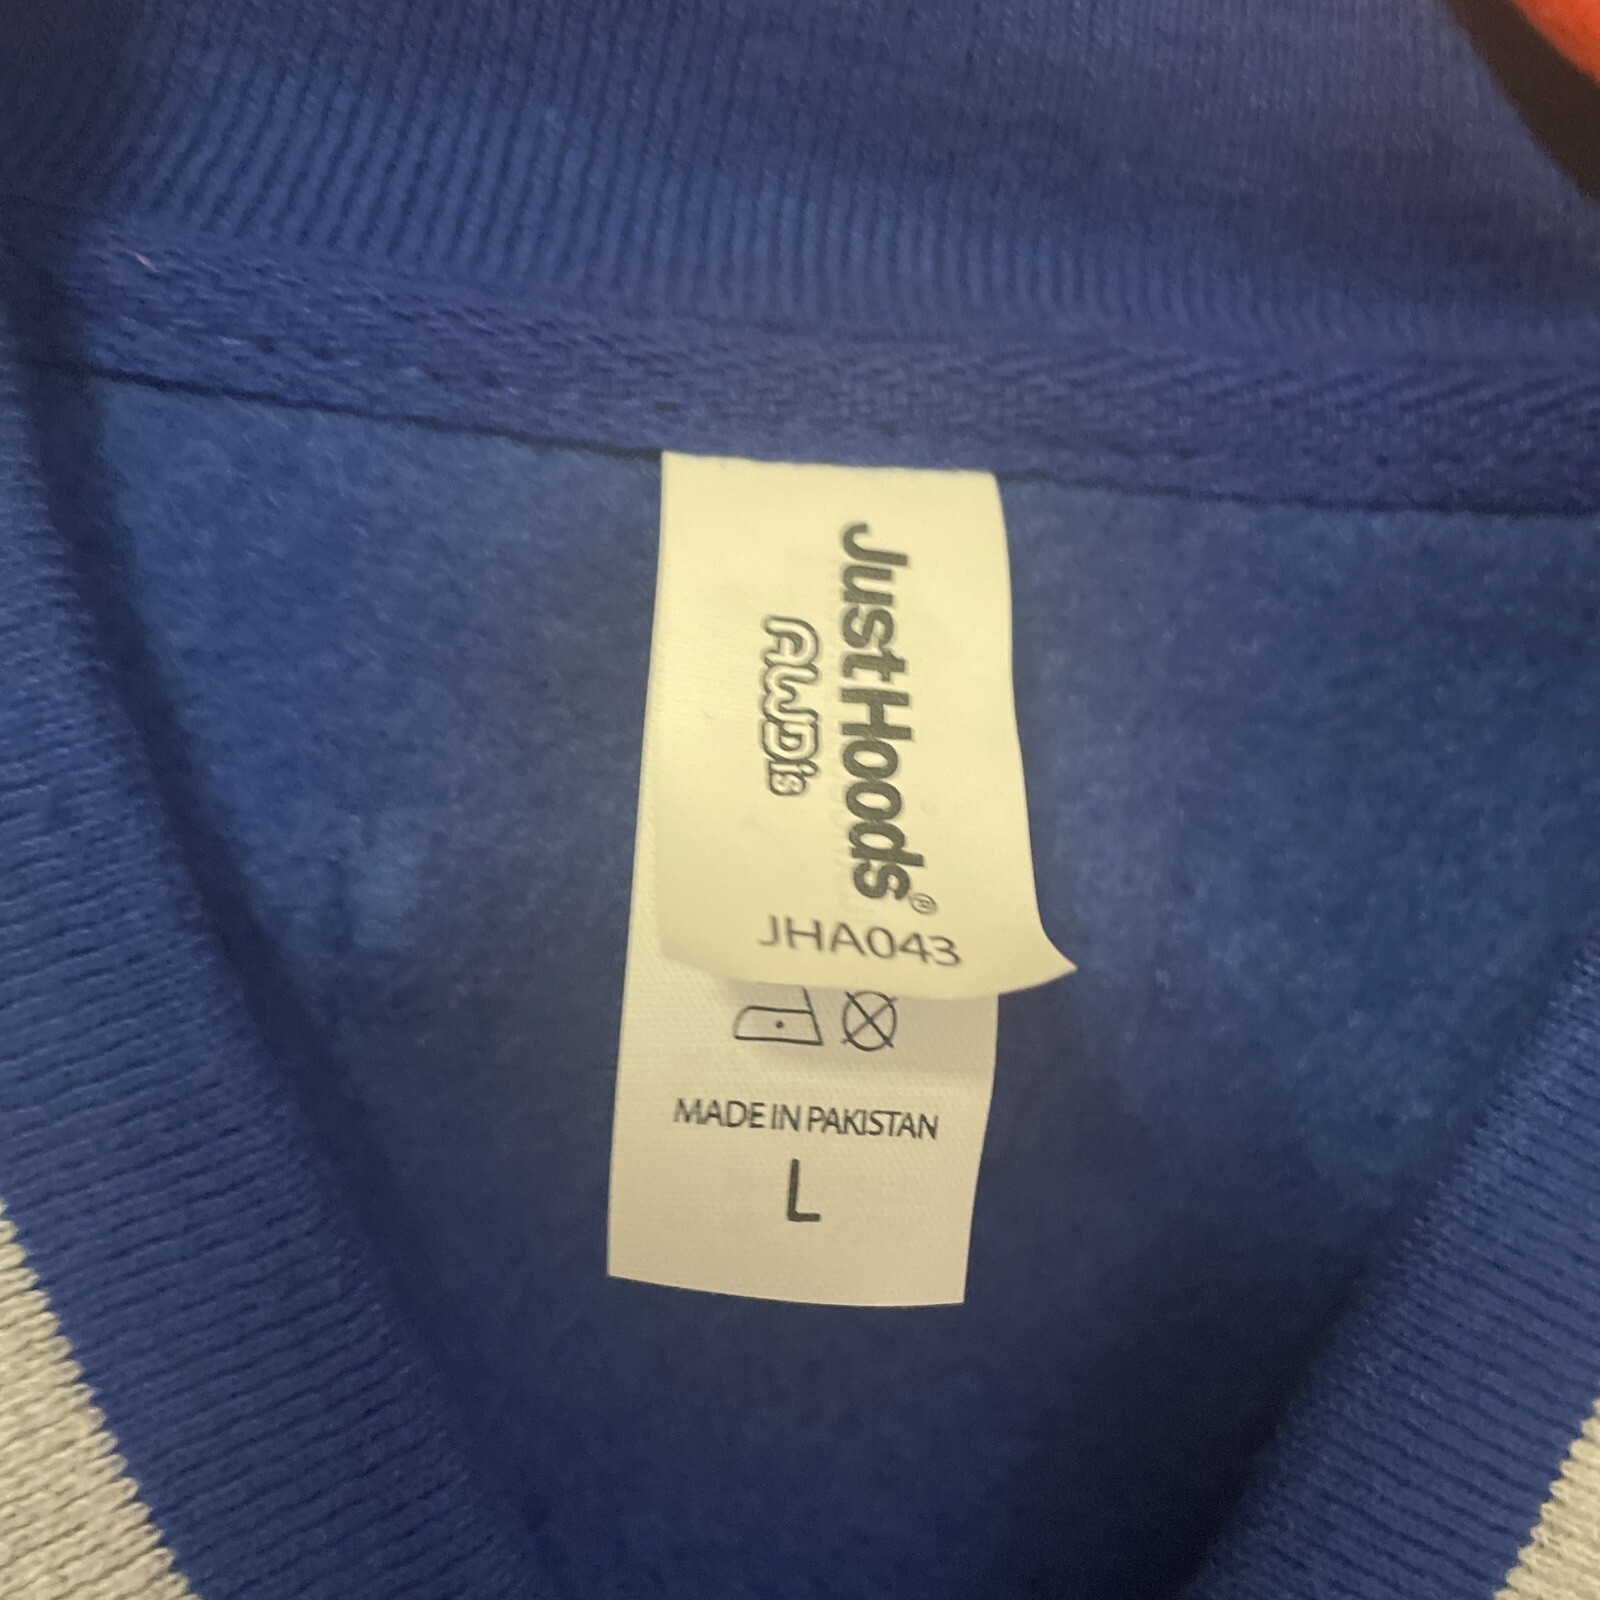 JustHoods®
AWDis
JHA043
MADE IN PAKISTAN
L